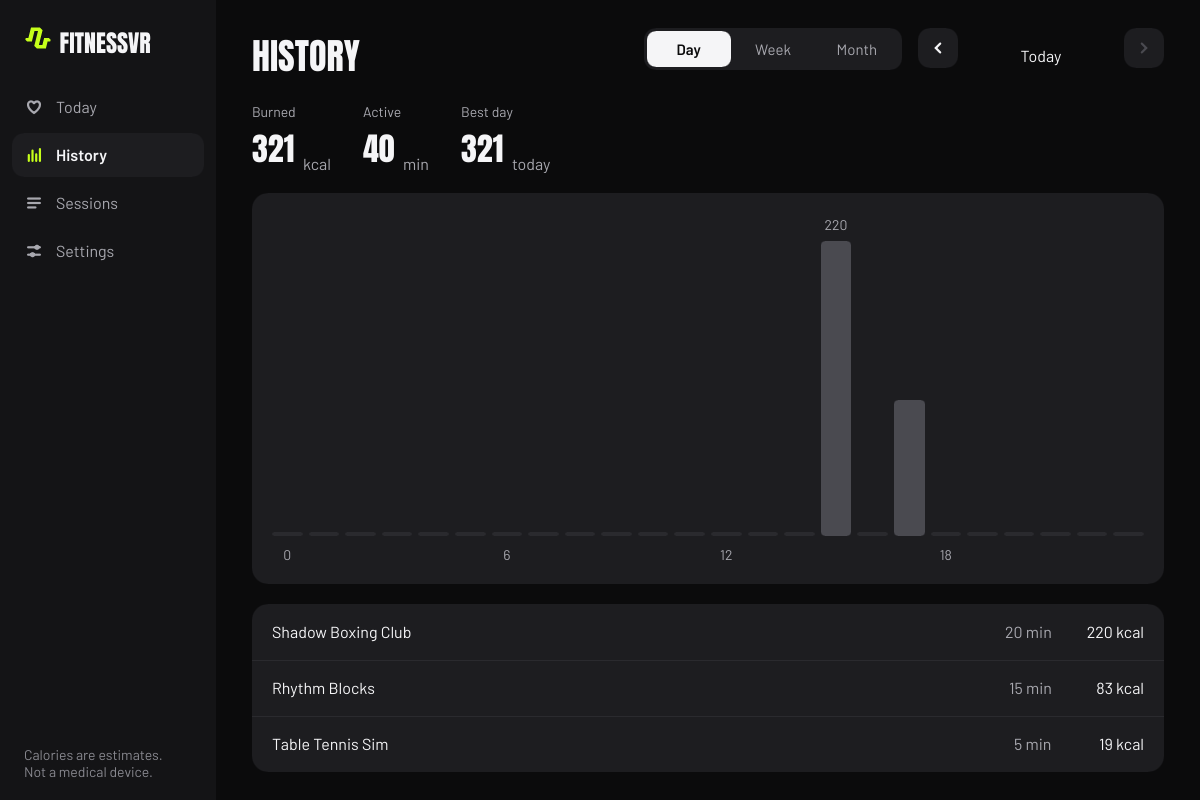 FITNESSVR
Today
History
Sessions
Settings
Calories are estimates.
Not a medical device.
HISTORY
Day Week Month
Today
Burned Active Best day
321 kcal 40 min 321 today
220
0 6 12 18
Shadow Boxing Club 20 min 220 kcal
Rhythm Blocks 15 min 83 kcal
Table Tennis Sim 5 min 19 kcal